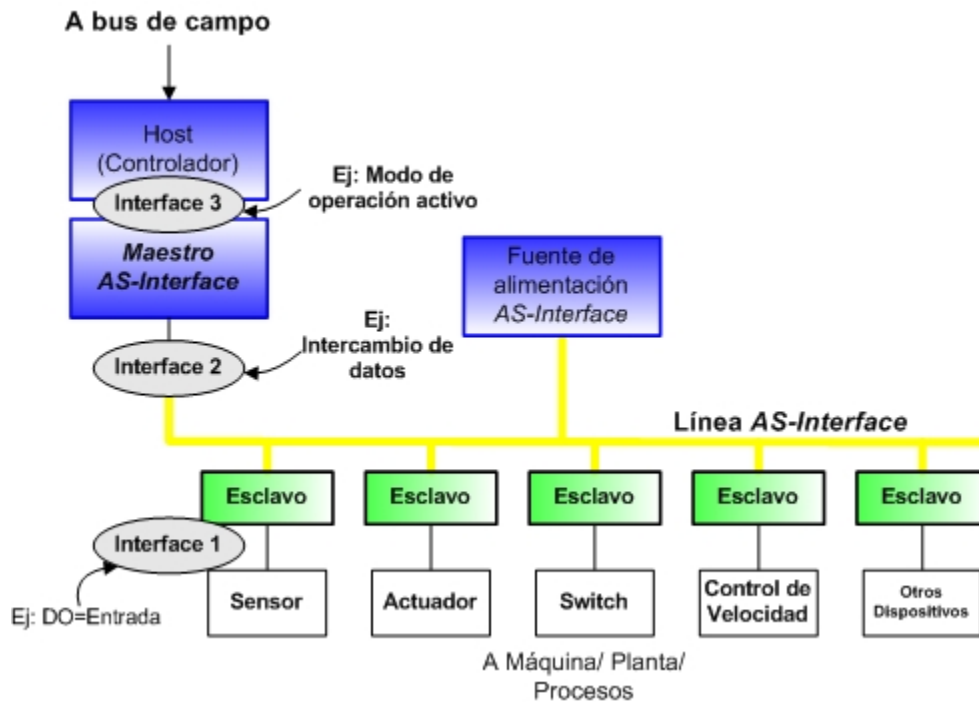 A bus de campo
Host
(Controlador)
Interface 3
Ej: Modo de
operación activo
Maestro
AS-Interface
Fuente de
alimentación
AS-Interface
Ej:
Intercambio de
datos
Interface 2
Línea AS-Interface
Esclavo
Esclavo
Esclavo
Esclavo
Esclavo
Interface 1
Sensor
Actuador
Switch
Control de
Velocidad
Otros
Dispositivos
Ej: DO=Entrada
A Máquina/ Planta/
Procesos